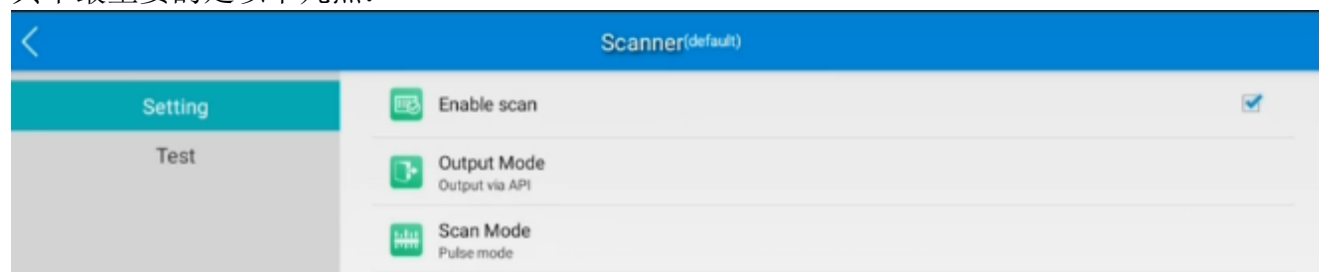 Scanner(default)
Setting
Test
Enable scan
Output Mode
Output via API
Scan Mode
Pulse mode